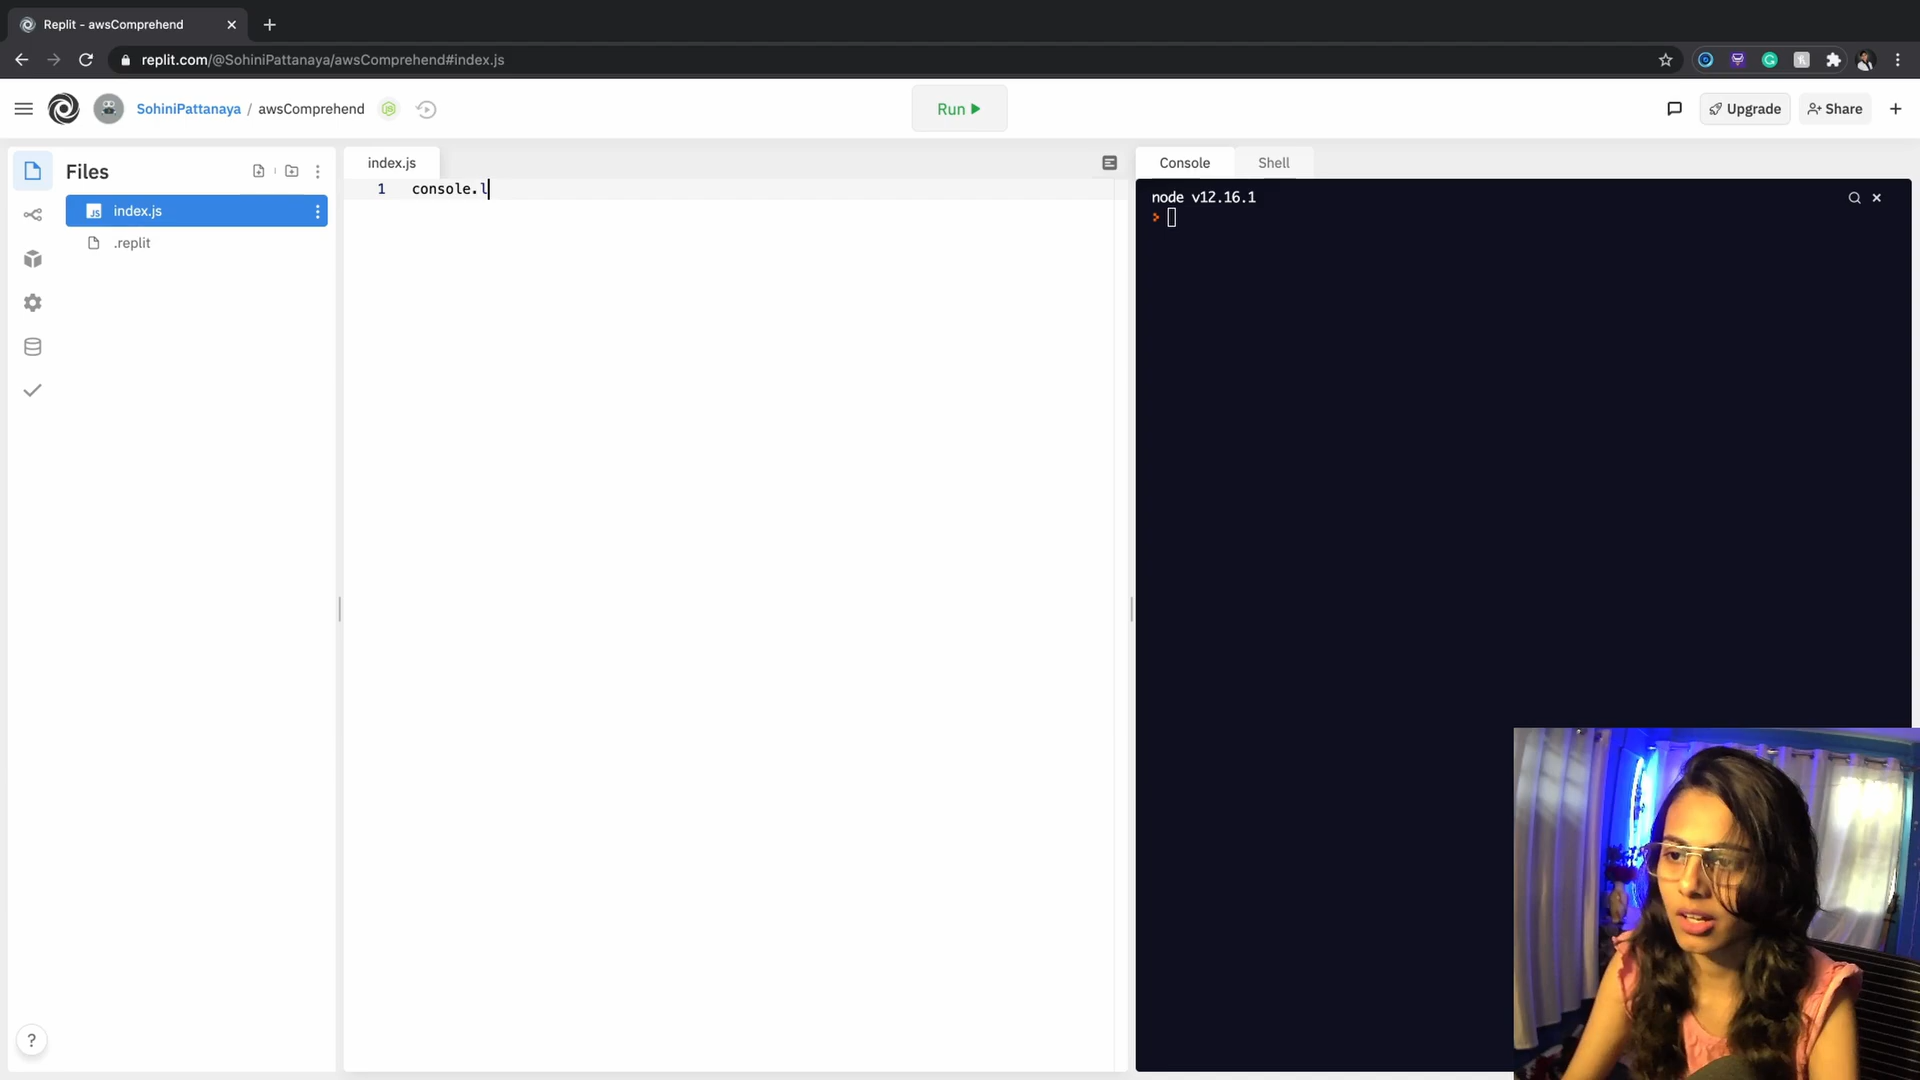 Replit - awsComprehend
replit.com/@SohiniPattanaya/awsComprehend#index.js
SohiniPattanaya / awsComprehend
Run
Upgrade
Share
Files
index.js
.replit
index.js
1 console.l
Console
Shell
node v12.16.1
?